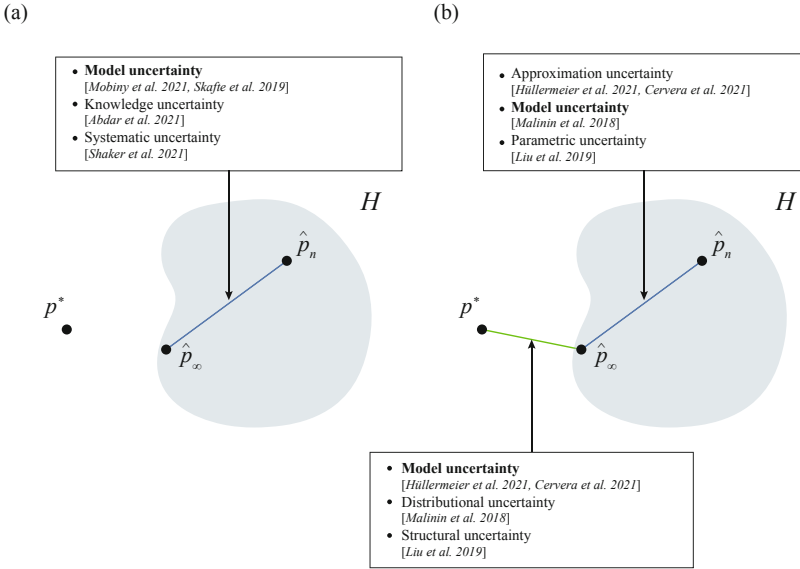 (a)
• Model uncertainty
[Mobiny et al. 2021, Skafte et al. 2019]
• Knowledge uncertainty
[Abdar et al. 2021]
• Systematic uncertainty
[Shaker et al. 2021]
H
p̂ₙ
p*
p̂∞
(b)
• Approximation uncertainty
[Hüllermeier et al. 2021, Cervera et al. 2021]
• Model uncertainty
[Malinin et al. 2018]
• Parametric uncertainty
[Liu et al. 2019]
H
p̂ₙ
p*
p̂∞
• Model uncertainty
[Hüllermeier et al. 2021, Cervera et al. 2021]
• Distributional uncertainty
[Malinin et al. 2018]
• Structural uncertainty
[Liu et al. 2019]